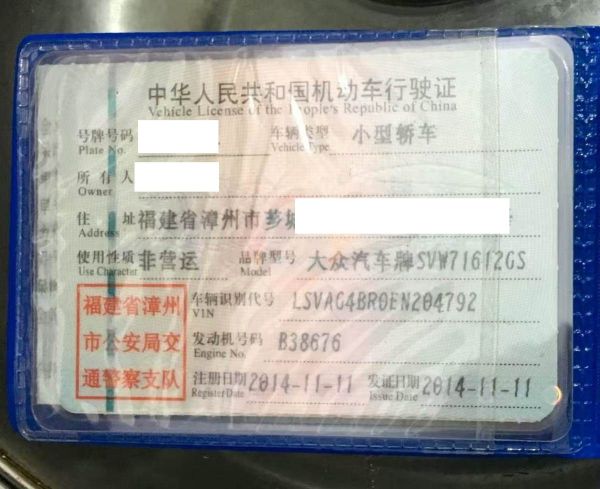 中华人民共和国机动车行驶证
Vehicle License of the People's Republic of China
号牌号码 车辆类型 小型轿车
Plate No. Vehicle Type
所有人
Owner
住址 福建省漳州市芗城
Address
使用性质 非营运 品牌型号 大众汽车牌SVW71612GS
Use Character Model
福建省漳州 车辆识别代号 LSVAC4BR0EN204792
VIN
市公安局交 发动机号码 B38676
Engine No.
通警察支队 注册日期 2014-11-11 发证日期 2014-11-11
Register Date Issue Date